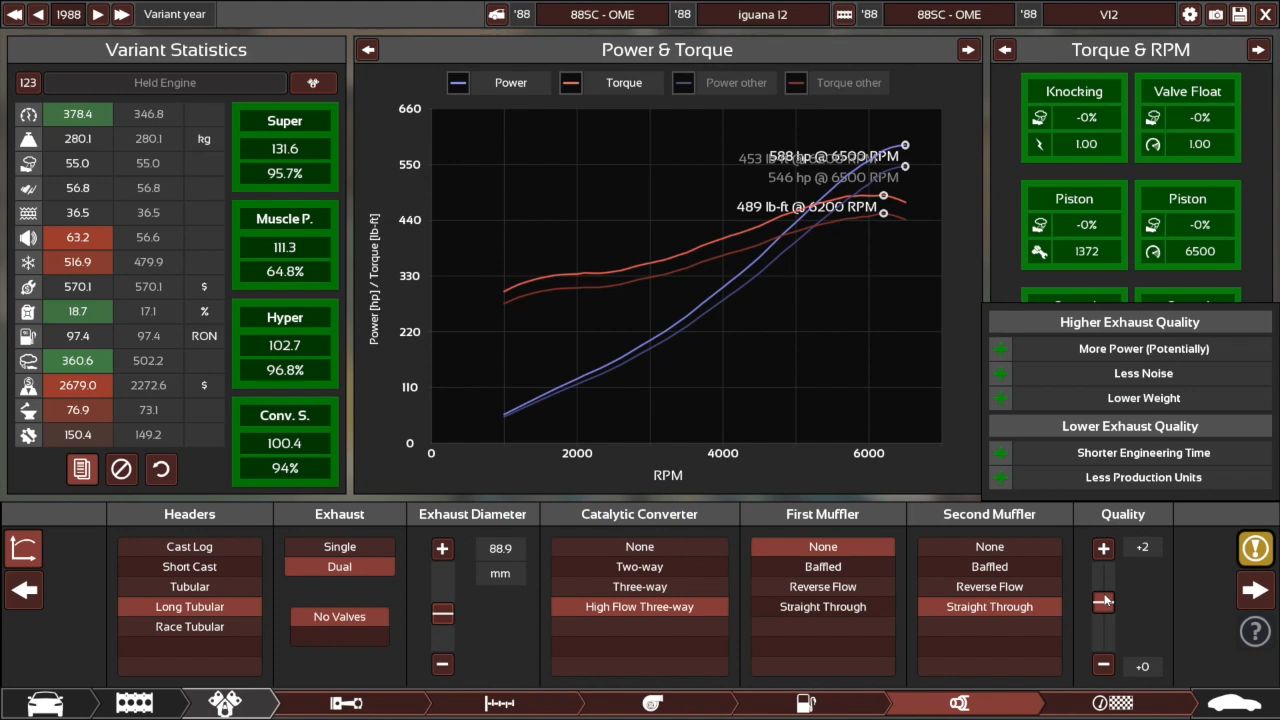 1988
Variant year
'88
88SC - OME
'88
iguana I2
'88
88SC - OME
'88
VI2
Variant Statistics
123
Held Engine
378.4 346.8
280.1 280.1 kg
55.0 55.0
56.8 56.8
36.5 36.5
63.2 56.6
516.9 479.9
570.1 570.1 $
18.7 17.1 %
97.4 97.4 RON
360.6 502.2
2679.0 2272.6 $
76.9 73.1
150.4 149.2
Super
131.6
95.7%
Muscle P.
111.3
64.8%
Hyper
102.7
96.8%
Conv. S.
100.4
94%
Power & Torque
Power
Torque
Power other
Torque other
Power [hp] / Torque [lb-ft]
660
550
440
330
220
110
0
0 2000 4000 6000
RPM
588 hp @ 6500 RPM
546 hp @ 6500 RPM
489 lb-ft @ 6200 RPM
Torque & RPM
Knocking
-0%
1.00
Valve Float
-0%
1.00
Piston
-0%
1372
Piston
-0%
6500
Higher Exhaust Quality
More Power (Potentially)
Less Noise
Lower Weight
Lower Exhaust Quality
Shorter Engineering Time
Less Production Units
Headers
Cast Log
Short Cast
Tubular
Long Tubular
Race Tubular
Exhaust
Single
Dual
No Valves
Exhaust Diameter
88.9
mm
Catalytic Converter
None
Two-way
Three-way
High Flow Three-way
First Muffler
None
Baffled
Reverse Flow
Straight Through
Second Muffler
None
Baffled
Reverse Flow
Straight Through
Quality
+2
+0